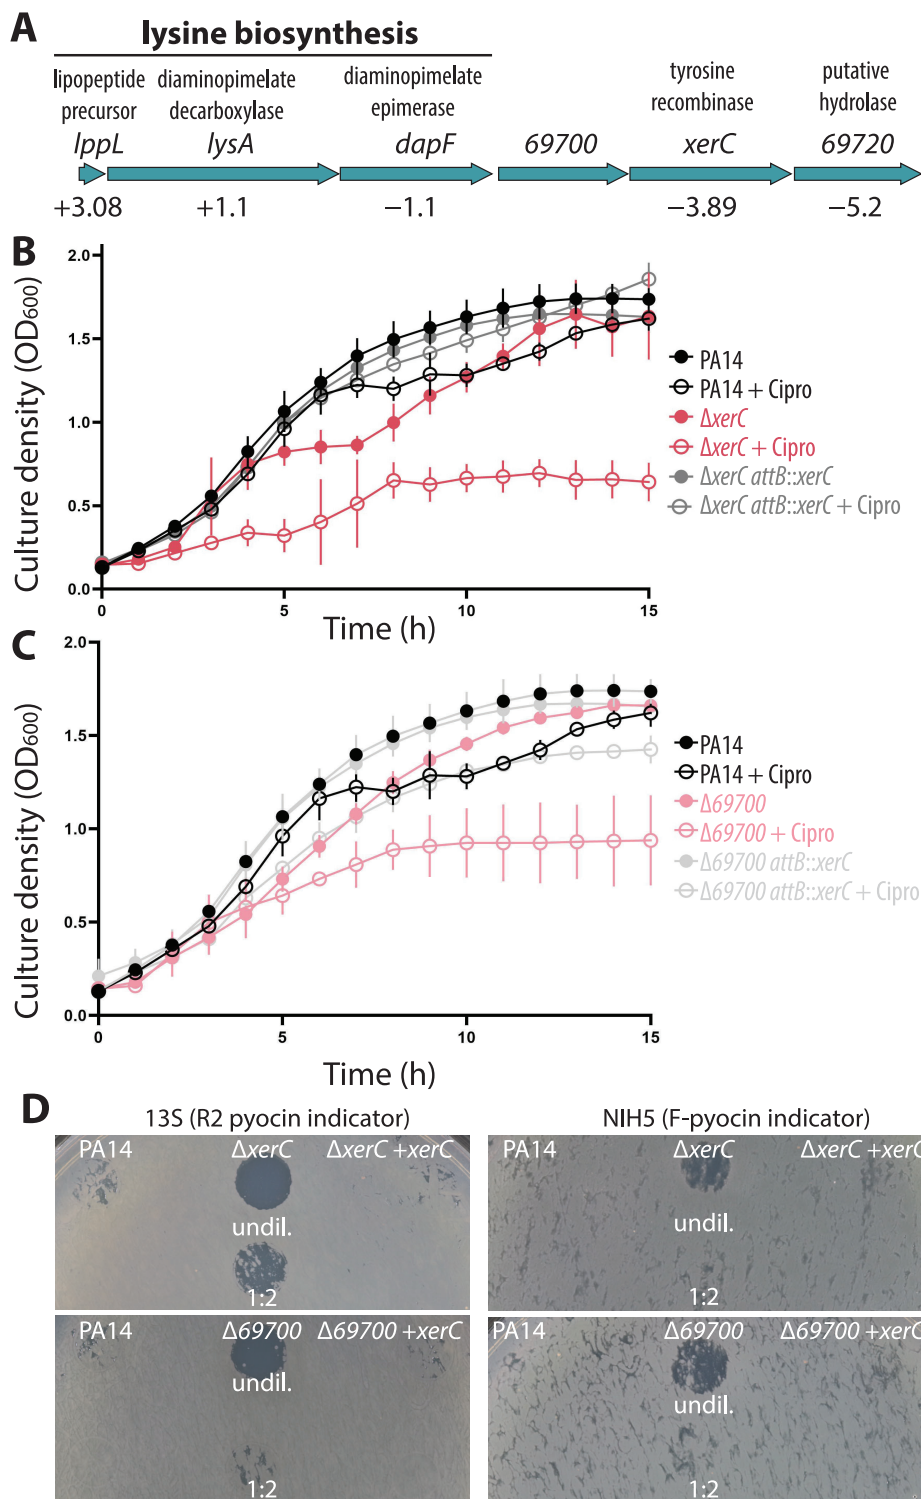 A
lysine biosynthesis
lipopeptide precursor
diaminopimelate decarboxylase
diaminopimelate epimerase
tyrosine recombinase
putative hydrolase
lppL lysA dapF 69700 xerC 69720
+3.08 +1.1 −1.1 −3.89 −5.2
B
Culture density (OD600)
2.0
1.5
1.0
0.5
0.0
0 5 10 15
Time (h)
PA14
PA14 + Cipro
ΔxerC
ΔxerC + Cipro
ΔxerC attB::xerC
ΔxerC attB::xerC + Cipro
C
Culture density (OD600)
2.0
1.5
1.0
0.5
0.0
0 5 10 15
Time (h)
PA14
PA14 + Cipro
Δ69700
Δ69700 + Cipro
Δ69700 attB::xerC
Δ69700 attB::xerC + Cipro
D
13S (R2 pyocin indicator)
PA14 ΔxerC ΔxerC +xerC
undil.
1:2
PA14 Δ69700 Δ69700 +xerC
undil.
1:2
NIH5 (F-pyocin indicator)
PA14 ΔxerC ΔxerC +xerC
undil.
1:2
PA14 Δ69700 Δ69700 +xerC
undil.
1:2